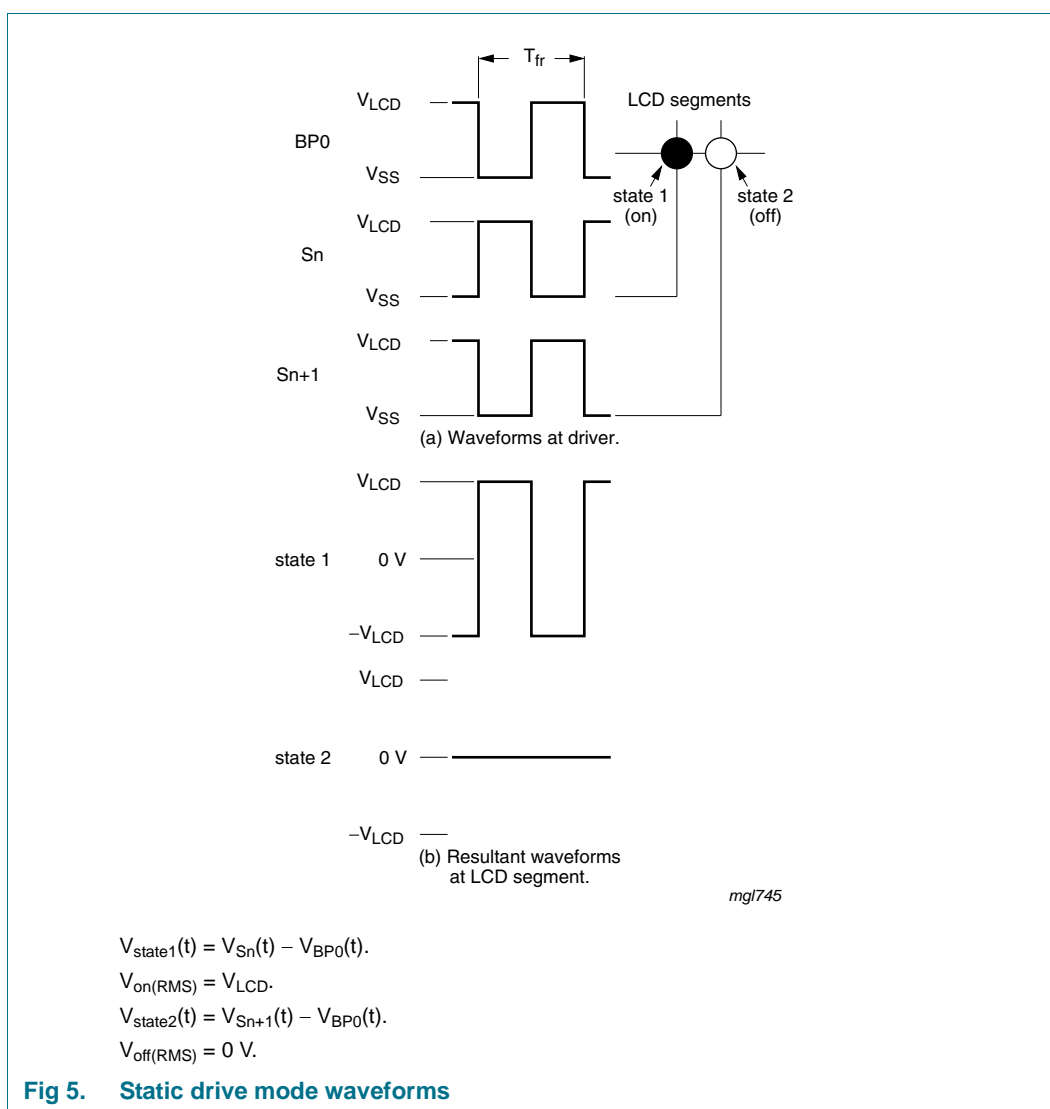 Tfr
VLCD
BP0
VSS
LCD segments
state 1
(on)
state 2
(off)
VLCD
Sn
VSS
VLCD
Sn+1
VSS
(a) Waveforms at driver.
VLCD
state 1 0 V
−VLCD
VLCD
state 2 0 V
−VLCD
(b) Resultant waveforms
at LCD segment.
mgl745
Vstate1(t) = VSn(t) − VBP0(t).
Von(RMS) = VLCD.
Vstate2(t) = VSn+1(t) − VBP0(t).
Voff(RMS) = 0 V.
Fig 5. Static drive mode waveforms